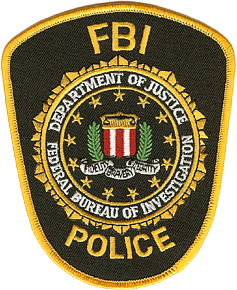 FBI
DEPARTMENT OF JUSTICE
FIDELITY BRAVERY INTEGRITY
FEDERAL BUREAU OF INVESTIGATION
POLICE